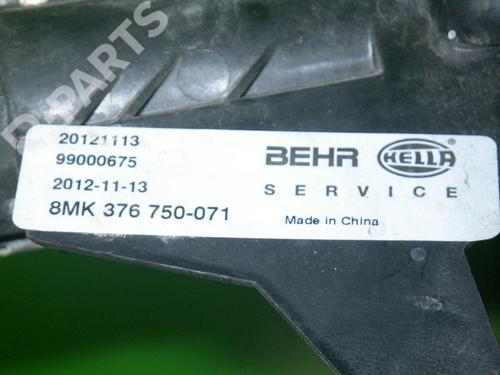 D-PARTS
20121113
99000675
2012-11-13
8MK 376 750-071
BEHR HELLA
SERVICE
Made in China